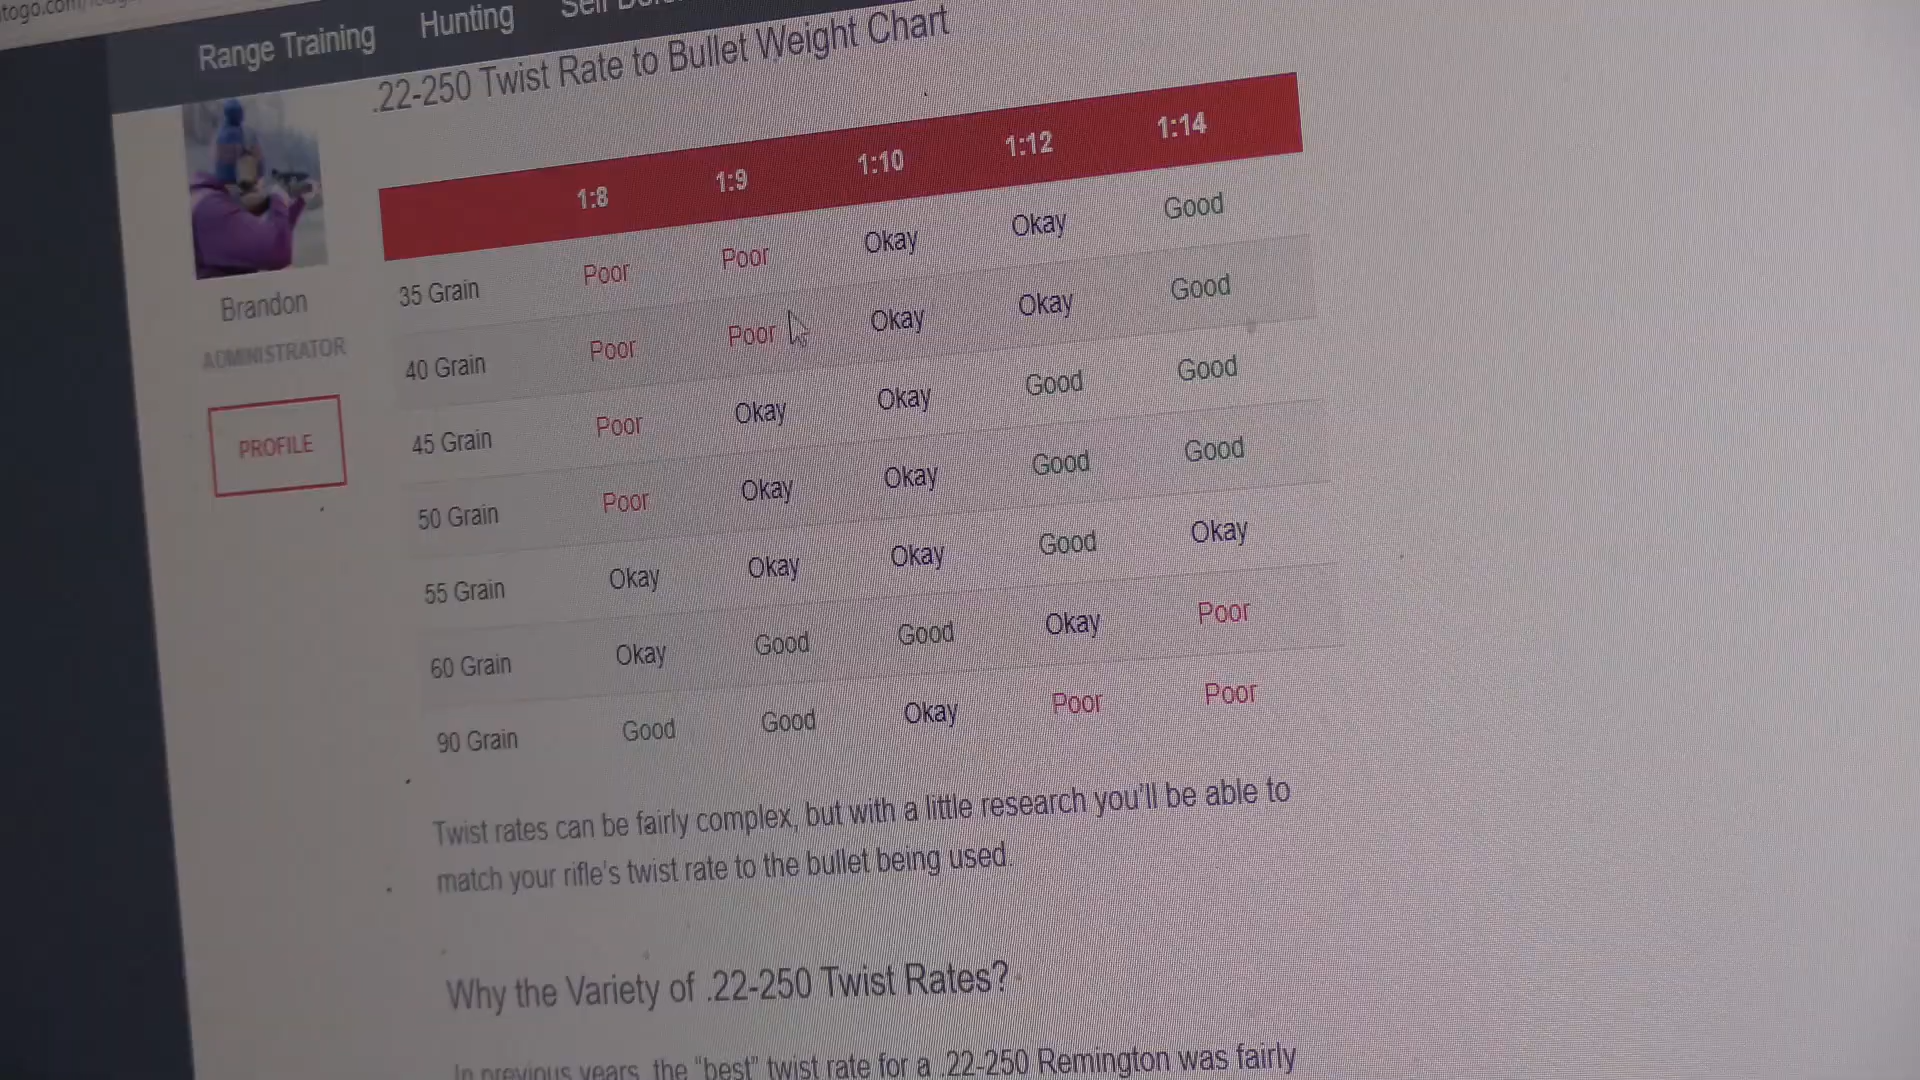 togo.com
Range Training Hunting Self
.22-250 Twist Rate to Bullet Weight Chart
1:8 1:9 1:10 1:12 1:14
35 Grain Poor Poor Okay Okay Good
40 Grain Poor Poor Okay Okay Good
45 Grain Poor Okay Okay Good Good
50 Grain Poor Okay Okay Good Good
55 Grain Okay Okay Okay Good Okay
60 Grain Okay Good Good Okay Poor
90 Grain Good Good Okay Poor Poor
Brandon
ADMINISTRATOR
PROFILE
Twist rates can be fairly complex, but with a little research you'll be able to
match your rifle's twist rate to the bullet being used.
Why the Variety of .22-250 Twist Rates?
In previous years, the "best" twist rate for a .22-250 Remington was fairly